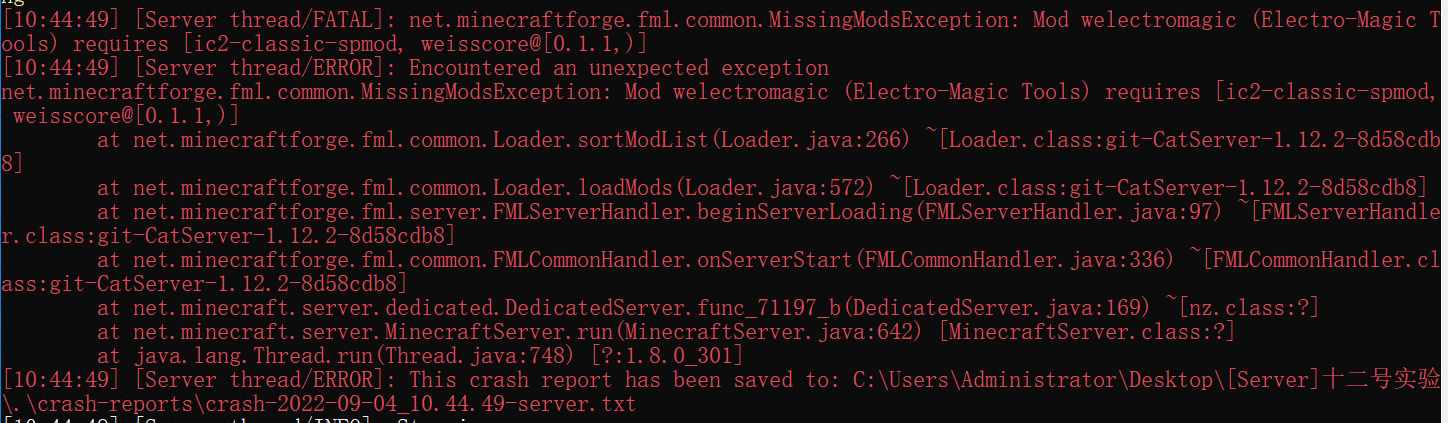 [10:44:49] [Server thread/FATAL]: net.minecraftforge.fml.common.MissingModsException: Mod welectromagic (Electro-Magic T
ools) requires [ic2-classic-spmod, weisscore@[0.1.1,)]
[10:44:49] [Server thread/ERROR]: Encountered an unexpected exception
net.minecraftforge.fml.common.MissingModsException: Mod welectromagic (Electro-Magic Tools) requires [ic2-classic-spmod,
 weisscore@[0.1.1,)]
        at net.minecraftforge.fml.common.Loader.sortModList(Loader.java:266) ~[Loader.class:git-CatServer-1.12.2-8d58cdb
8]
        at net.minecraftforge.fml.common.Loader.loadMods(Loader.java:572) ~[Loader.class:git-CatServer-1.12.2-8d58cdb8]
        at net.minecraftforge.fml.server.FMLServerHandler.beginServerLoading(FMLServerHandler.java:97) ~[FMLServerHandle
r.class:git-CatServer-1.12.2-8d58cdb8]
        at net.minecraftforge.fml.common.FMLCommonHandler.onServerStart(FMLCommonHandler.java:336) ~[FMLCommonHandler.cl
ass:git-CatServer-1.12.2-8d58cdb8]
        at net.minecraft.server.dedicated.DedicatedServer.func_71197_b(DedicatedServer.java:169) ~[nz.class:?]
        at net.minecraft.server.MinecraftServer.run(MinecraftServer.java:642) [MinecraftServer.class:?]
        at java.lang.Thread.run(Thread.java:748) [?:1.8.0_301]
[10:44:49] [Server thread/ERROR]: This crash report has been saved to: C:\Users\Administrator\Desktop\[Server]十二号实验
\.\crash-reports\crash-2022-09-04_10.44.49-server.txt